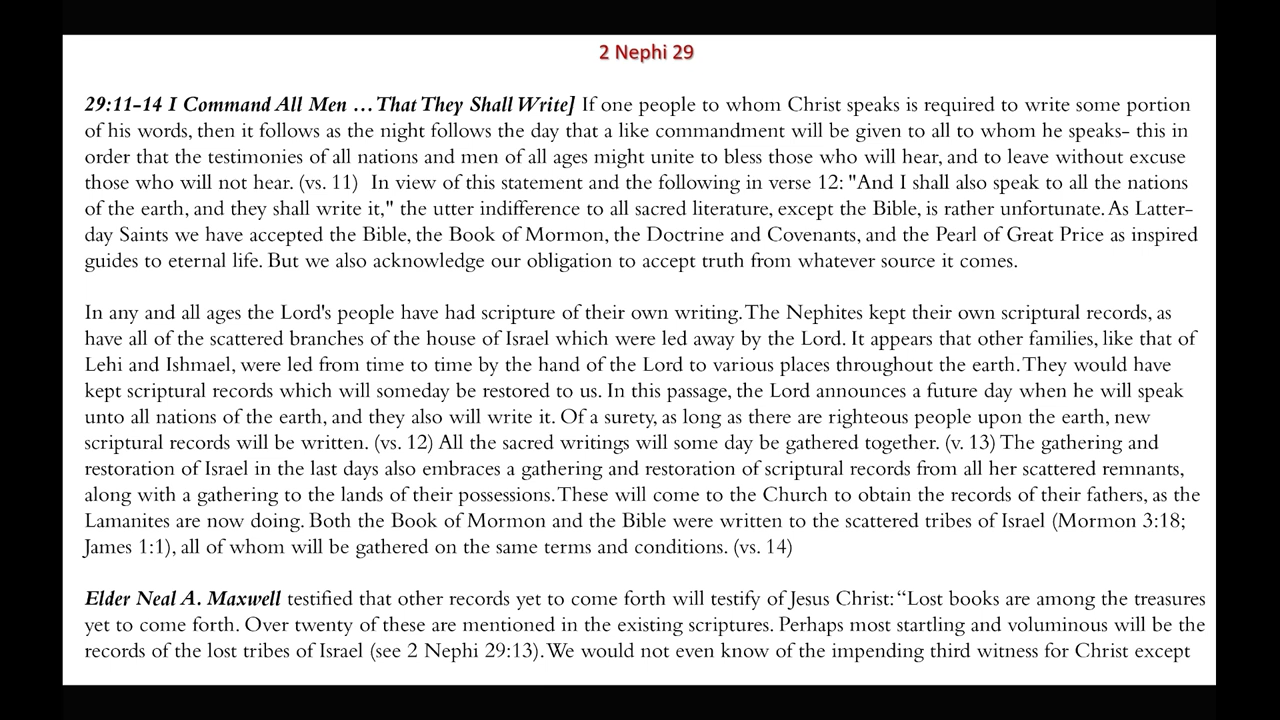 2 Nephi 29
29:11-14 I Command All Men …That They Shall Write] If one people to whom Christ speaks is required to write some portion
of his words, then it follows as the night follows the day that a like commandment will be given to all to whom he speaks- this in
order that the testimonies of all nations and men of all ages might unite to bless those who will hear, and to leave without excuse
those who will not hear. (vs. 11)  In view of this statement and the following in verse 12: "And I shall also speak to all the nations
of the earth, and they shall write it," the utter indifference to all sacred literature, except the Bible, is rather unfortunate. As Latter-
day Saints we have accepted the Bible, the Book of Mormon, the Doctrine and Covenants, and the Pearl of Great Price as inspired
guides to eternal life. But we also acknowledge our obligation to accept truth from whatever source it comes.
In any and all ages the Lord's people have had scripture of their own writing. The Nephites kept their own scriptural records, as
have all of the scattered branches of the house of Israel which were led away by the Lord. It appears that other families, like that of
Lehi and Ishmael, were led from time to time by the hand of the Lord to various places throughout the earth. They would have
kept scriptural records which will someday be restored to us. In this passage, the Lord announces a future day when he will speak
unto all nations of the earth, and they also will write it. Of a surety, as long as there are righteous people upon the earth, new
scriptural records will be written. (vs. 12) All the sacred writings will some day be gathered together. (v. 13) The gathering and
restoration of Israel in the last days also embraces a gathering and restoration of scriptural records from all her scattered remnants,
along with a gathering to the lands of their possessions. These will come to the Church to obtain the records of their fathers, as the
Lamanites are now doing. Both the Book of Mormon and the Bible were written to the scattered tribes of Israel (Mormon 3:18;
James 1:1), all of whom will be gathered on the same terms and conditions. (vs. 14)
Elder Neal A. Maxwell testified that other records yet to come forth will testify of Jesus Christ: “Lost books are among the treasures
yet to come forth. Over twenty of these are mentioned in the existing scriptures. Perhaps most startling and voluminous will be the
records of the lost tribes of Israel (see 2 Nephi 29:13). We would not even know of the impending third witness for Christ except